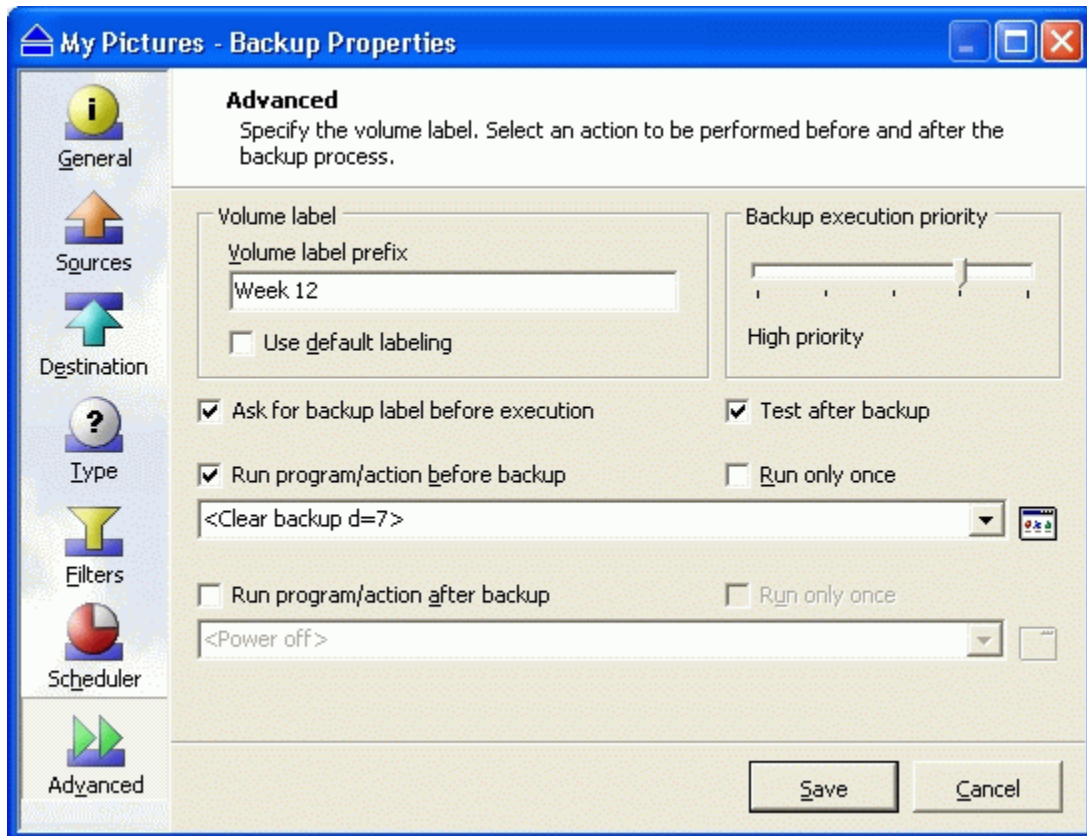 My Pictures - Backup Properties
General
Sources
Destination
Type
Filters
Scheduler
Advanced
Advanced
Specify the volume label. Select an action to be performed before and after the
backup process.
Volume label
Volume label prefix
Week 12
Use default labeling
Backup execution priority
High priority
Ask for backup label before execution
Test after backup
Run program/action before backup
Run only once
<Clear backup d=7>
Run program/action after backup
Run only once
<Power off>
Save
Cancel